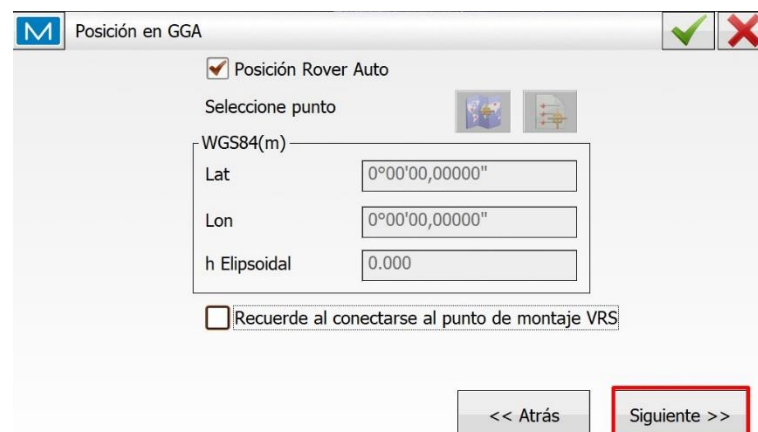 M Posición en GGA
Posición Rover Auto
Seleccione punto
WGS84(m)
Lat 0°00'00,00000"
Lon 0°00'00,00000"
h Elipsoidal 0.000
Recuerde al conectarse al punto de montaje VRS
<< Atrás Siguiente >>